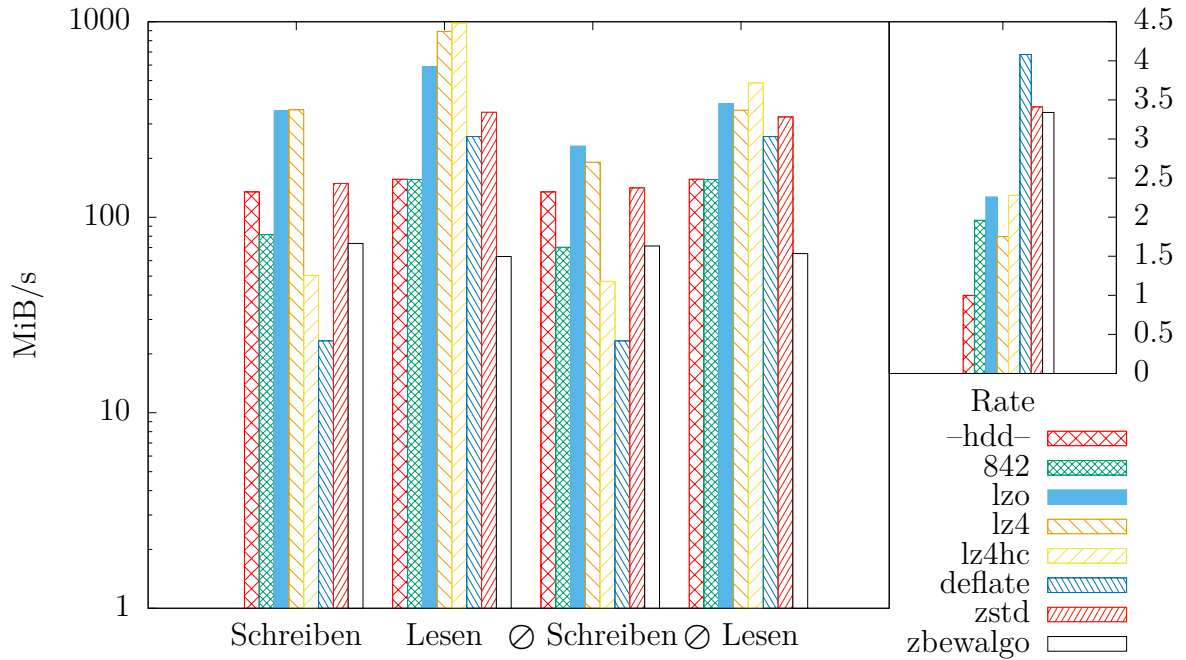 1000
100
10
1
MiB/s
Schreiben
Lesen
∅ Schreiben
∅ Lesen
4.5
4
3.5
3
2.5
2
1.5
1
0.5
0
Rate
–hdd–
842
lzo
lz4
lz4hc
deflate
zstd
zbewalgo